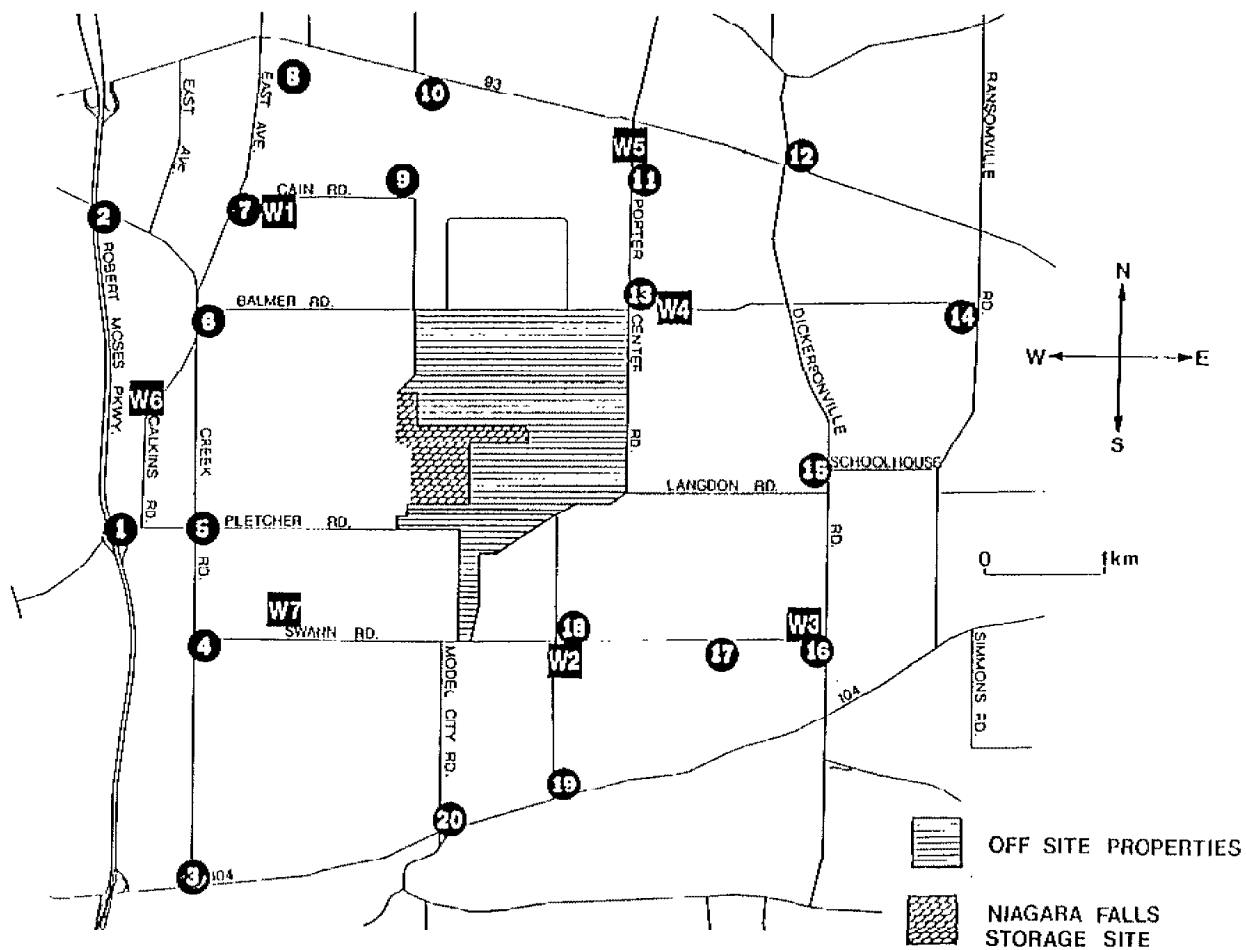 8
10
93
EAST AVE.
EAST AVE.
RANSOMVILLE RD.
W5
12
9
11
CAIN RD.
7
W1
2
PORTER CENTER RD.
ROBERT MOSES PKWY.
N
13
W4
BALMER RD.
6
14
DICKERSONVILLE RD.
W
E
W6
CALKINS RD.
CREEK RD.
S
15
SCHOOLHOUSE
LANGDON RD.
1
5
PLETCHER RD.
0
1km
W7
SWANN RD.
18
W3
4
W2
17
16
MODEL CITY RD.
SIMMONS RD.
104
19
20
OFF SITE PROPERTIES
3
104
NIAGARA FALLS
STORAGE SITE